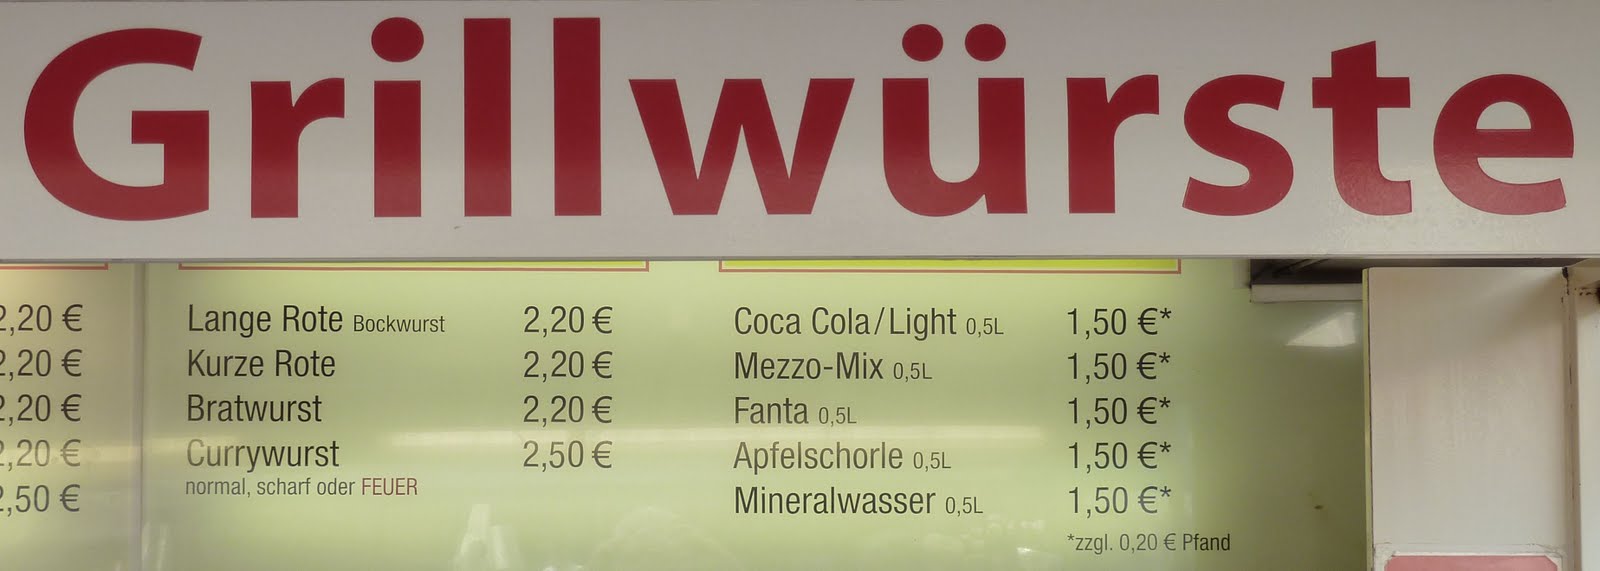 Grillwürste
2,20 €
2,20 €
2,20 €
2,20 €
2,50 €
Lange Rote Bockwurst 2,20 €
Kurze Rote 2,20 €
Bratwurst 2,20 €
Currywurst 2,50 €
normal, scharf oder FEUER
Coca Cola/Light 0,5L 1,50 €*
Mezzo-Mix 0,5L 1,50 €*
Fanta 0,5L 1,50 €*
Apfelschorle 0,5L 1,50 €*
Mineralwasser 0,5L 1,50 €*
*zzgl. 0,20 € Pfand